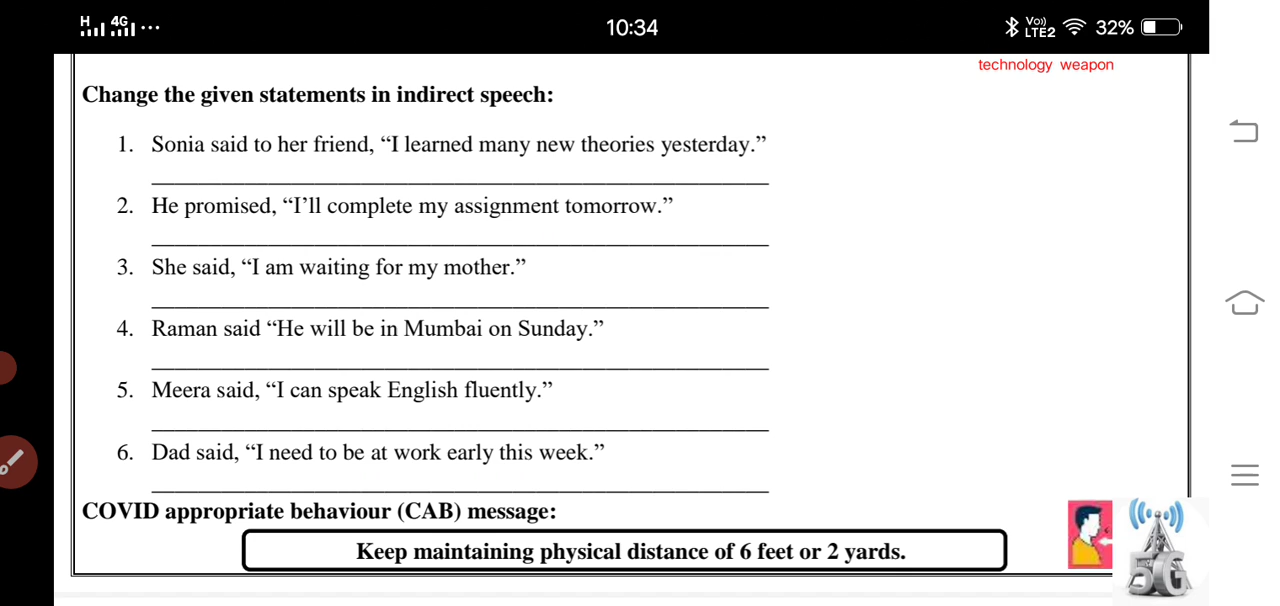 H 4G ... 10:34 Vo)) LTE2 32%
technology weapon
Change the given statements in indirect speech:
1. Sonia said to her friend, “I learned many new theories yesterday.”
2. He promised, “I’ll complete my assignment tomorrow.”
3. She said, “I am waiting for my mother.”
4. Raman said “He will be in Mumbai on Sunday.”
5. Meera said, “I can speak English fluently.”
6. Dad said, “I need to be at work early this week.”
COVID appropriate behaviour (CAB) message:
Keep maintaining physical distance of 6 feet or 2 yards.
5G